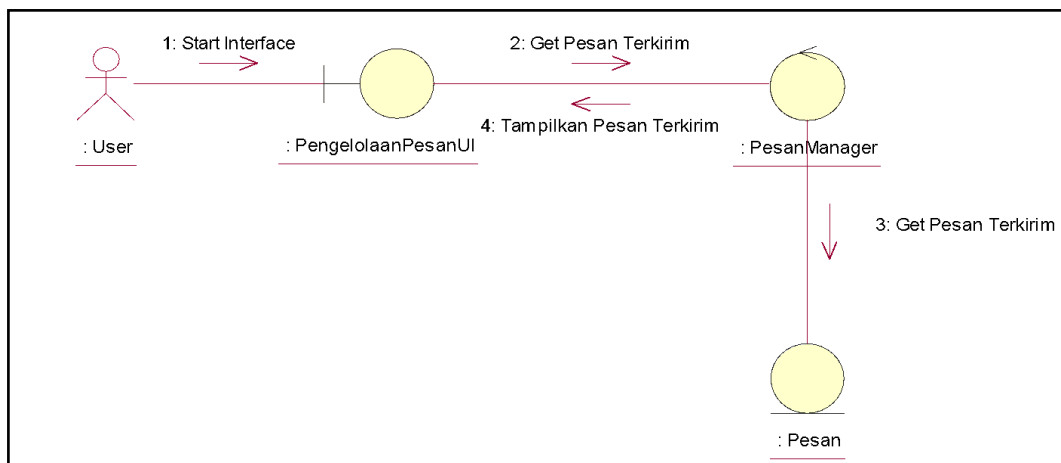 1: Start Interface
2: Get Pesan Terkirim
4: Tampilkan Pesan Terkirim
: User
: PengelolaanPesanUI
: PesanManager
3: Get Pesan Terkirim
: Pesan